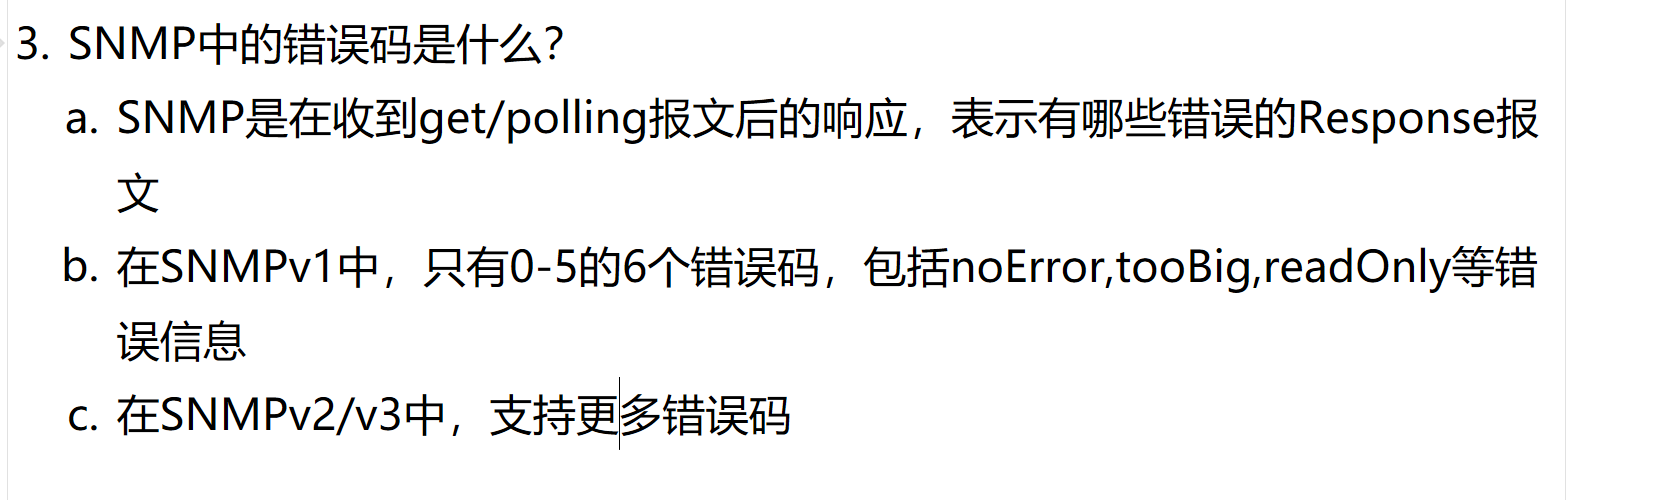 3. SNMP中的错误码是什么？
a. SNMP是在收到get/polling报文后的响应，表示有哪些错误的Response报
文
b. 在SNMPv1中，只有0-5的6个错误码，包括noError,tooBig,readOnly等错
误信息
c. 在SNMPv2/v3中，支持更多错误码